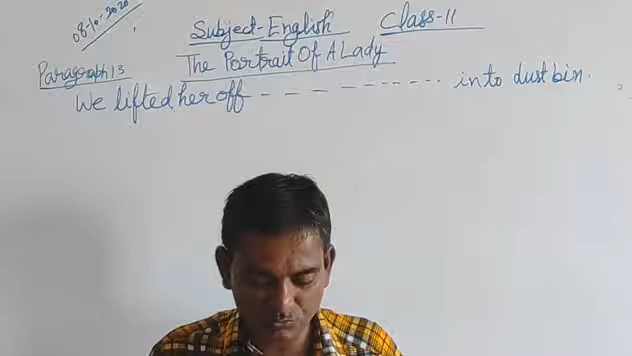 08-10-2020
Subject-English Class-11
The Portrait Of A Lady
Paragraph 13
We lifted her off - - - - - - - - - - into dust bin.